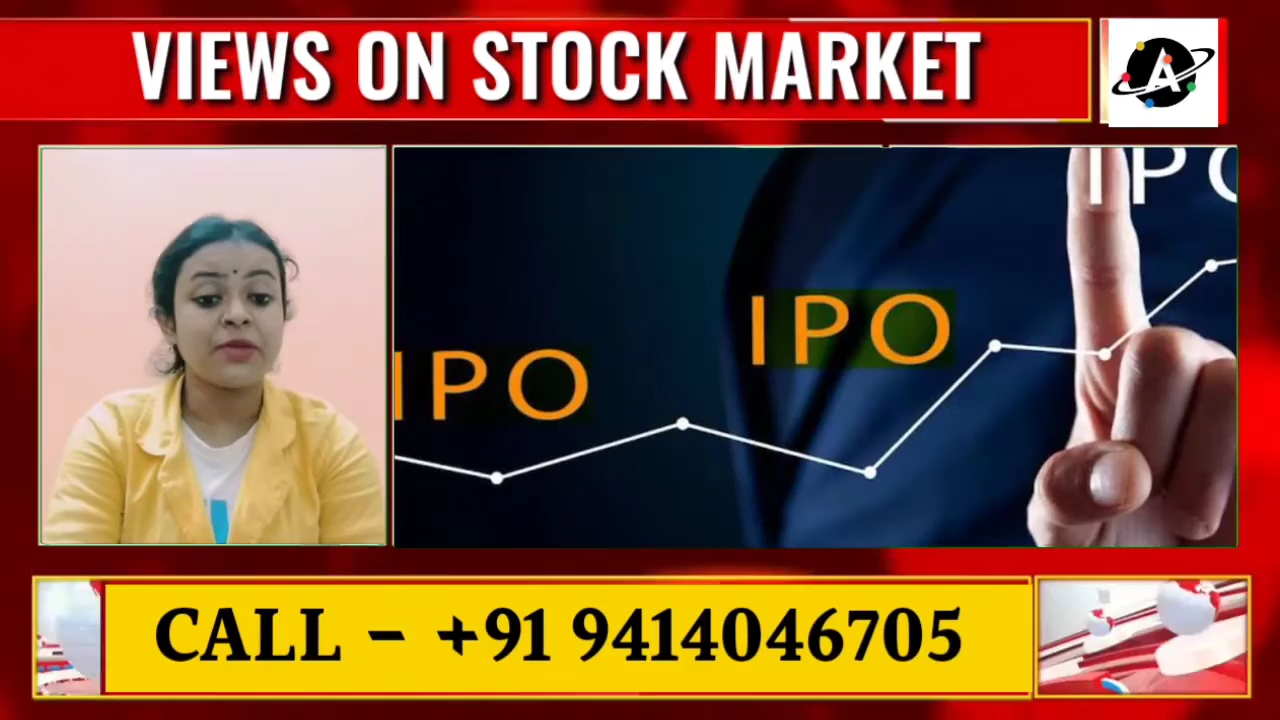 VIEWS ON STOCK MARKET
A
IPO
IPO
IPO
CALL - +91 9414046705